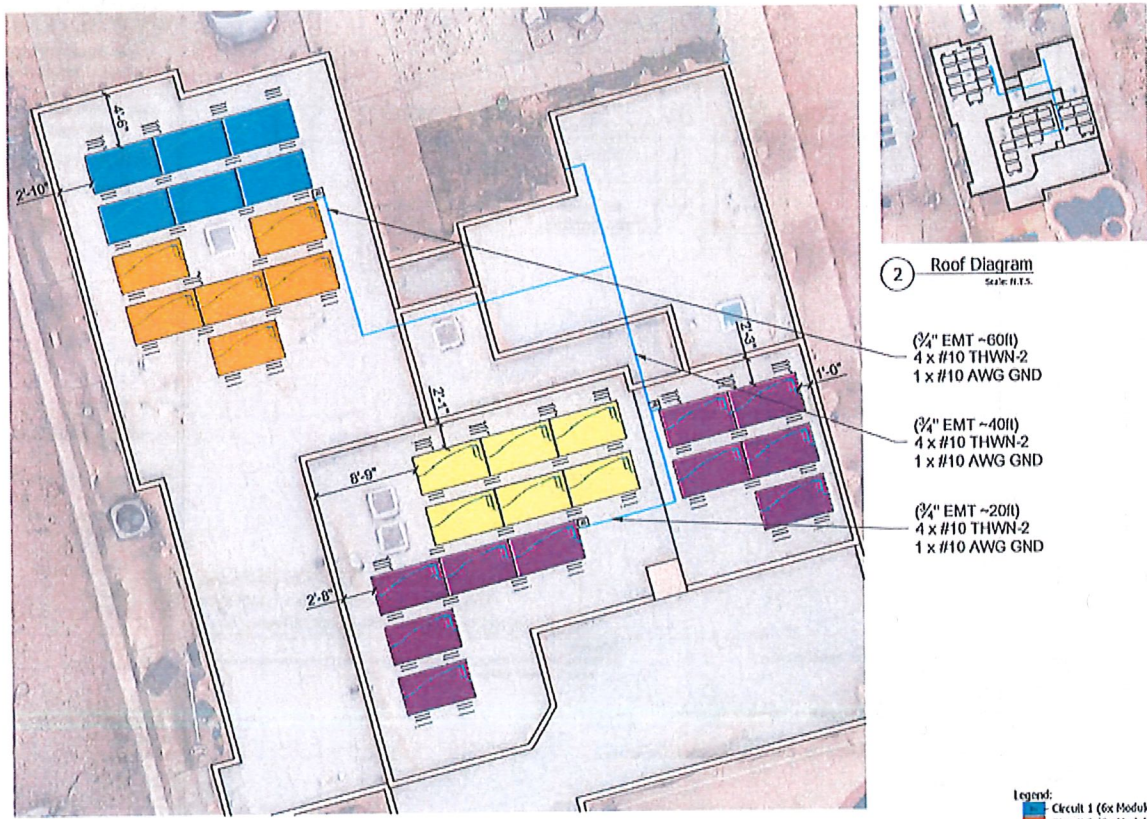 4'-6"
2'-10"
2
Roof Diagram
Scale: N.T.S.
(¾" EMT ~60ft)
4 x #10 THWN-2
1 x #10 AWG GND
2'-3"
1'-0"
2'-1"
(¾" EMT ~40ft)
4 x #10 THWN-2
1 x #10 AWG GND
8'-9"
(¾" EMT ~20ft)
4 x #10 THWN-2
1 x #10 AWG GND
2'-8"
Legend:
Circuit 1 (6x Modul